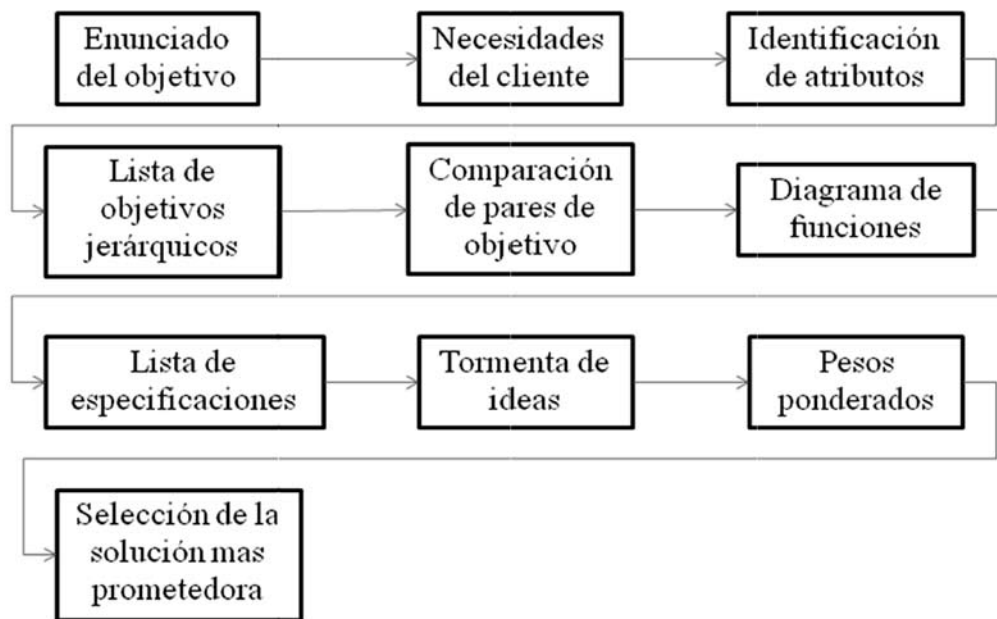 Enunciado
del objetivo
Necesidades
del cliente
Identificación
de atributos
Lista de
objetivos
jerárquicos
Comparación
de pares de
objetivo
Diagrama de
funciones
Lista de
especificaciones
Tormenta de
ideas
Pesos
ponderados
Selección de la
solución mas
prometedora